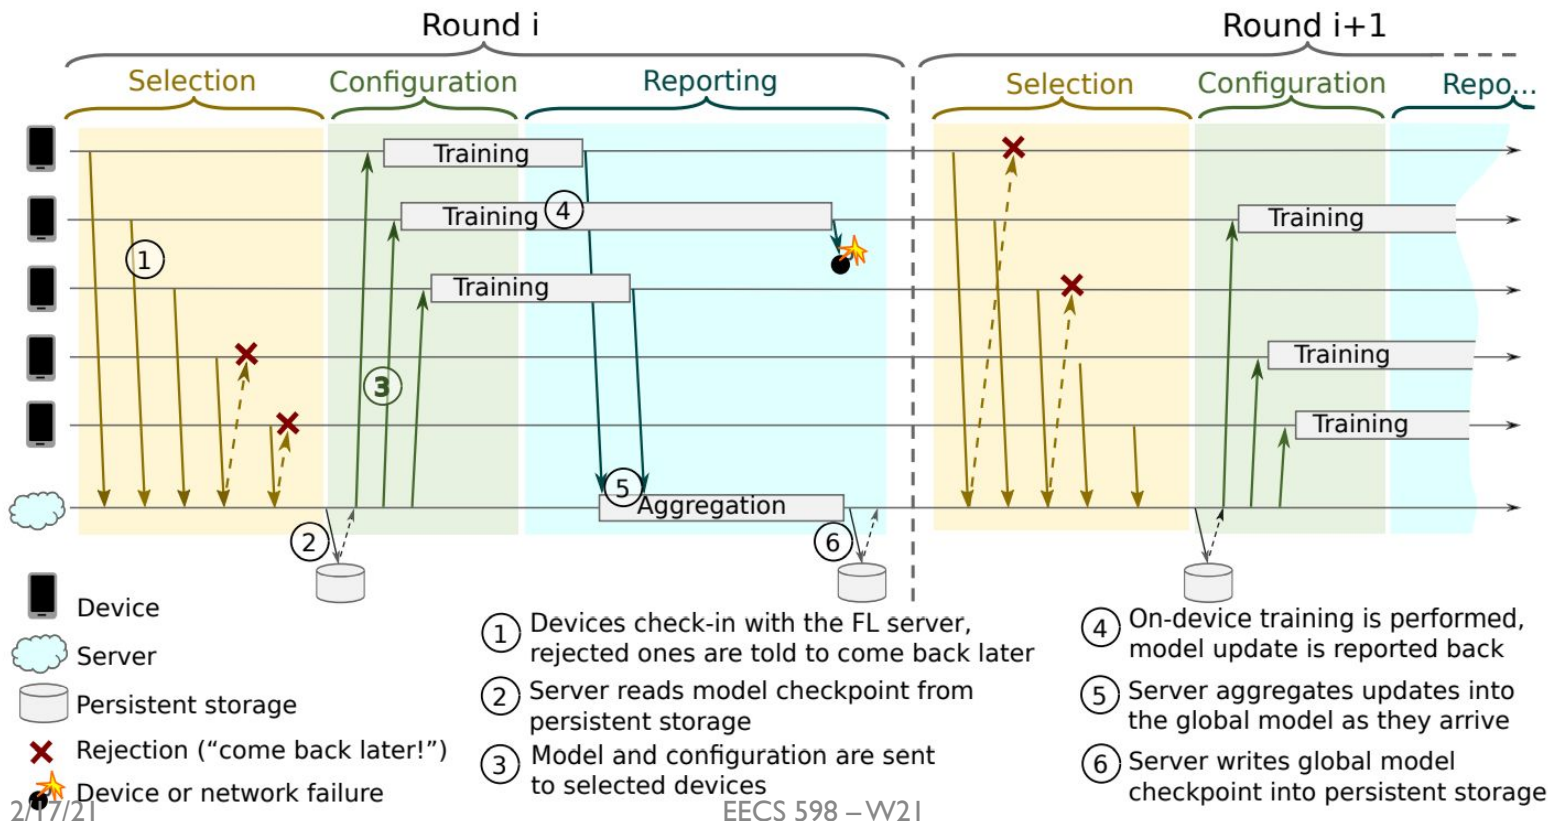 Round i
Round i+1
Selection
Configuration
Reporting
Selection
Configuration
Repo...
Training
Training
4
Training
1
3
Training
Training
Training
5
Aggregation
2
6
Device
Server
Persistent storage
Rejection (“come back later!”)
Device or network failure
1
Devices check-in with the FL server,
rejected ones are told to come back later
2
Server reads model checkpoint from
persistent storage
3
Model and configuration are sent
to selected devices
4
On-device training is performed,
model update is reported back
5
Server aggregates updates into
the global model as they arrive
6
Server writes global model
checkpoint into persistent storage
2/17/21
EECS 598 – W21